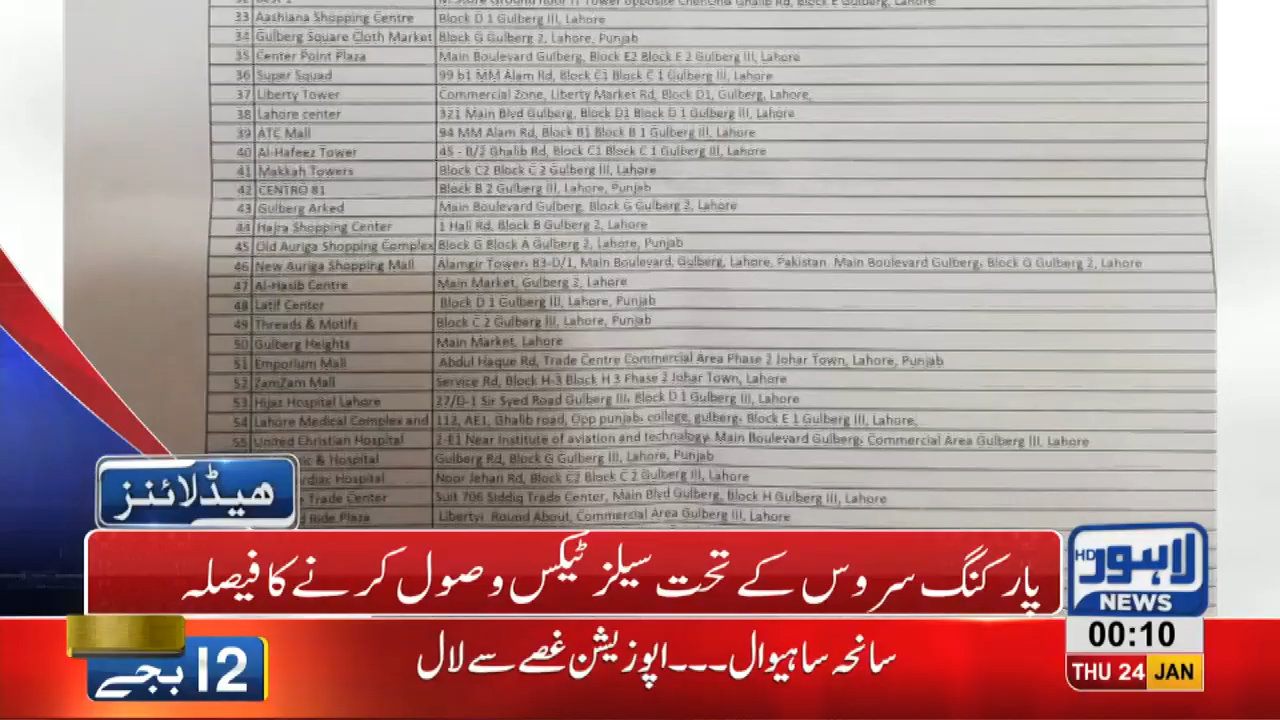 33 Aashiana Shopping Centre Block D 1 Gulberg III, Lahore
34 Gulberg Square Cloth Market Block G Gulberg 2, Lahore, Punjab
35 Center Point Plaza Main Boulevard Gulberg, Block E2 Block E 2 Gulberg III, Lahore
36 Super Squad 99 b1 MM Alam Rd, Block C1 Block C 1 Gulberg III, Lahore
37 Liberty Tower Commercial Zone, Liberty Market Rd, Block D1, Gulberg, Lahore,
38 Lahore center 321 Main Blvd Gulberg, Block D1 Block D 1 Gulberg III, Lahore
39 ATC Mall 94 MM Alam Rd, Block B1 Block B 1 Gulberg III, Lahore
40 Al-Hafeez Tower 45 - B/2 Ghalib Rd, Block C1 Block C 1 Gulberg III, Lahore
41 Makkah Towers Block C2 Block C 2 Gulberg III, Lahore
42 CENTRO 81 Block B 2 Gulberg III, Lahore, Punjab
43 Gulberg Arked Main Boulevard Gulberg, Block G Gulberg 2, Lahore
44 Hajra Shopping Center 1 Hali Rd, Block B Gulberg 2, Lahore
45 Old Auriga Shopping Complex Block G Block A Gulberg 2, Lahore, Punjab
46 New Auriga Shopping Mall Alamgir Tower، 83-D/1, Main Boulevard, Gulberg, Lahore, Pakistan، Main Boulevard Gulberg، Block G Gulberg 2, Lahore
47 Al-Hasib Centre Main Market, Gulberg 2, Lahore
48 Latif Center Block D 1 Gulberg III, Lahore, Punjab
49 Threads & Motifs Block C 2 Gulberg III, Lahore, Punjab
50 Gulberg Heights Main Market, Lahore
51 Emporium Mall Abdul Haque Rd, Trade Centre Commercial Area Phase 2 Johar Town, Lahore, Punjab
52 ZamZam Mall Service Rd, Block H-3 Block H 3 Phase 2 Johar Town, Lahore
53 Hijaz Hospital Lahore 27/D-1 Sir Syed Road Gulberg III، Block D 1 Gulberg III, Lahore
54 Lahore Medical Complex and 112, AE1, Ghalib road, Opp punjab، college, gulberg، Block E 1 Gulberg III, Lahore,
55 United Christian Hospital 2-E1 Near Institute of aviation and technology، Main Boulevard Gulberg، Commercial Area Gulberg III, Lahore
& Hospital Gulberg Rd, Block G Gulberg III, Lahore, Punjab
Hospital Noor Jehan Rd, Block C2 Block C 2 Gulberg III, Lahore
Trade Center Suit 706 Siddiq Trade Center, Main Blvd Gulberg, Block H Gulberg III, Lahore
Ride Plaza Liberty، Round About, Commercial Area Gulberg III, Lahore
ھیڈلائنز
پارکنگ سروس کے تحت سیلز ٹیکس وصول کرنے کا فیصلہ
HD لاہور
NEWS
00:10
THU 24 JAN
سانحہ ساہیوال۔۔۔اپوزیشن غصے سے لال
12 بجے